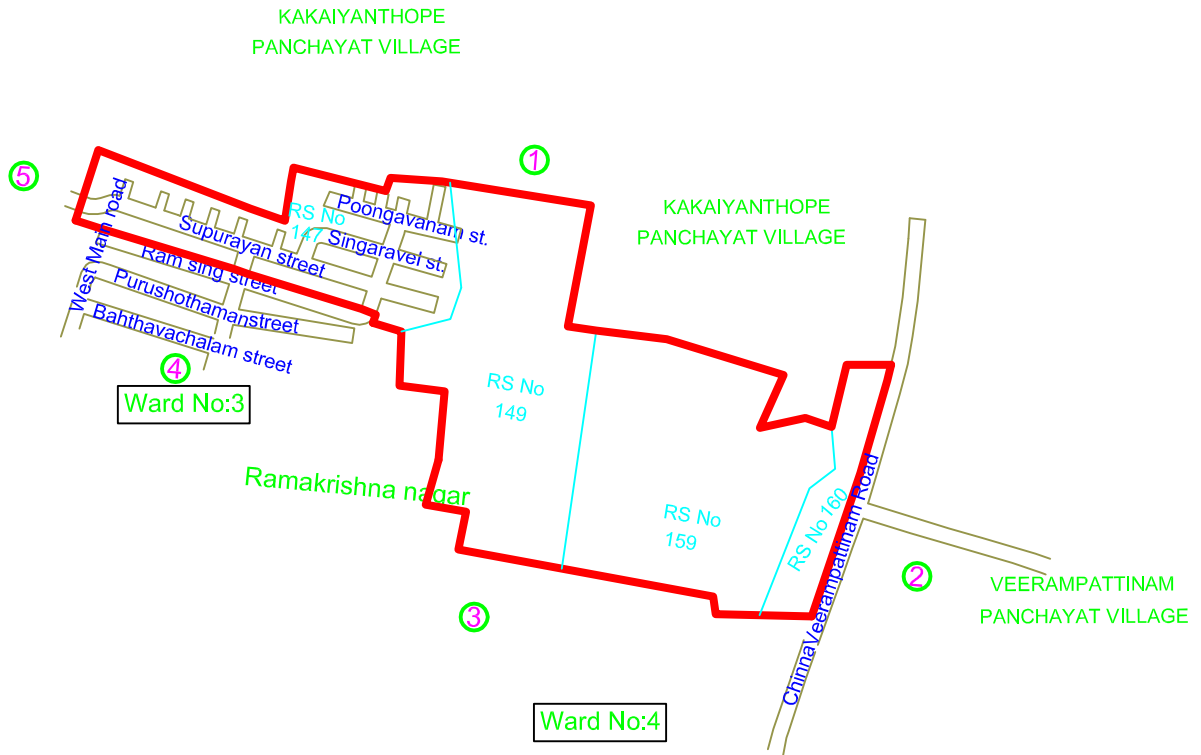 KAKAIYANTHOPE
PANCHAYAT VILLAGE
1
5
KAKAIYANTHOPE
PANCHAYAT VILLAGE
RS No
147
Poongavanam st.
Singaravel st.
Supurayan street
Ram sing street
Purushothamanstreet
Bahthavachalam street
West Main road
4
Ward No:3
RS No
149
Ramakrishna nagar
RS No
159
RS No 160
ChinnaVeerampattinam Road
2
VEERAMPATTINAM
PANCHAYAT VILLAGE
3
Ward No:4